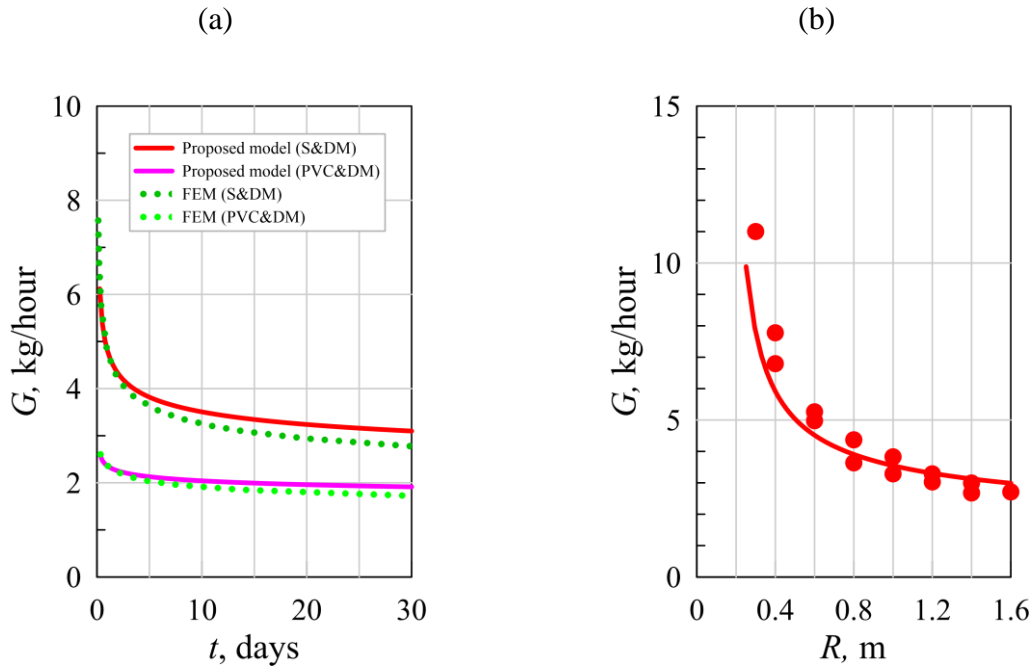 (a)
(b)
10
8
6
4
2
0
G, kg/hour
Proposed model (S&DM)
Proposed model (PVC&DM)
FEM (S&DM)
FEM (PVC&DM)
0 10 20 30
t, days
15
10
5
0
G, kg/hour
0 0.4 0.8 1.2 1.6
R, m